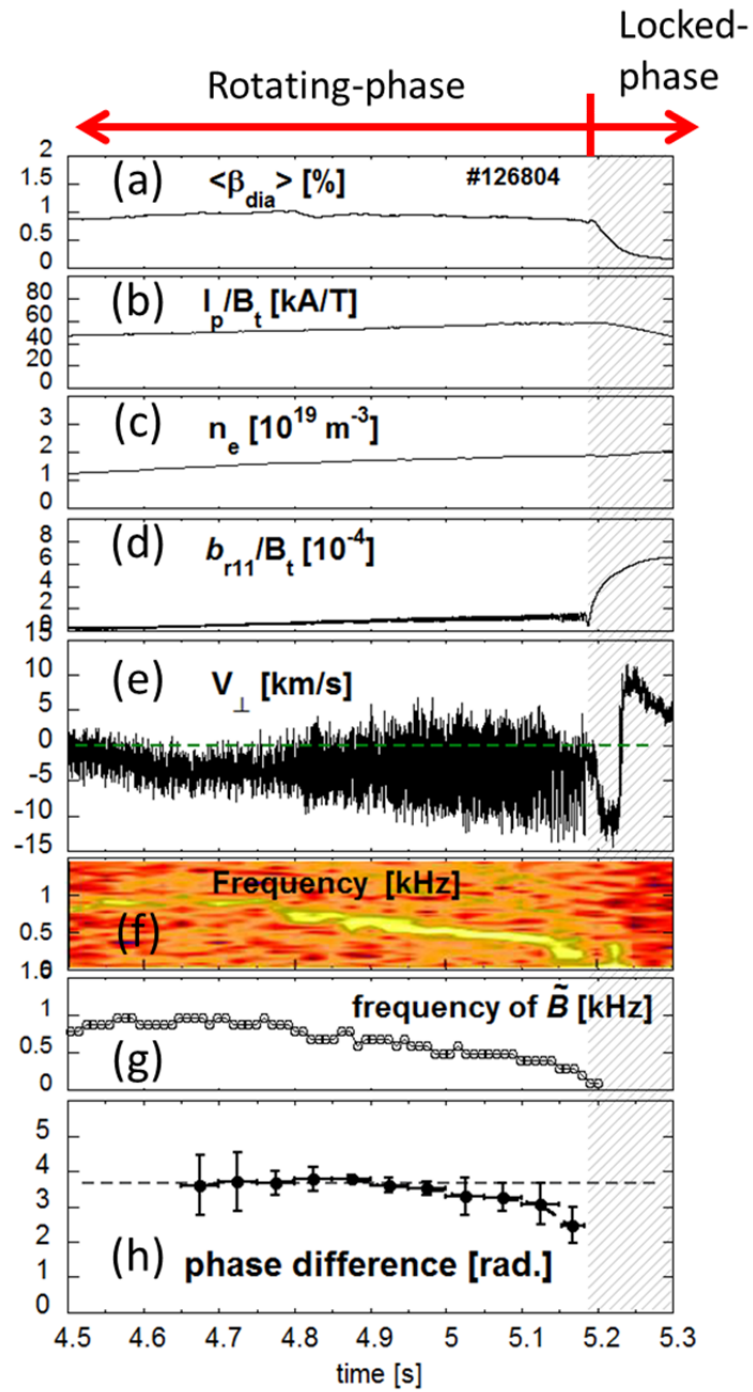 Locked-
phase
Rotating-phase
2
1.5
1
0.5
0
(a)
<β_dia> [%]
#126804
80
60
40
20
0
(b)
I_p/B_t [kA/T]
3
2
1
0
(c)
n_e [10^19 m^-3]
8
6
4
2
(d)
b_r11/B_t [10^-4]
15
10
5
0
-5
-10
-15
(e)
V_⊥ [km/s]
1
0.5
(f)
Frequency [kHz]
1.5
1
0.5
0
(g)
frequency of B̃ [kHz]
5
4
3
2
1
0
(h)
phase difference [rad.]
4.5 4.6 4.7 4.8 4.9 5 5.1 5.2 5.3
time [s]